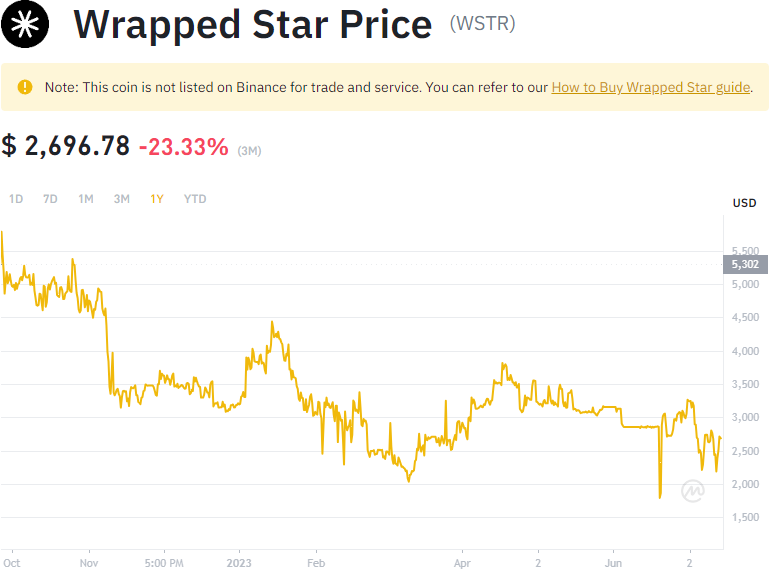 Wrapped Star Price (WSTR)
Note: This coin is not listed on Binance for trade and service. You can refer to our How to Buy Wrapped Star guide.
$ 2,696.78 -23.33% (3M)
1D 7D 1M 3M 1Y YTD
USD
5,500
5,302
5,000
4,500
4,000
3,500
3,000
2,500
2,000
1,500
Oct Nov 5:00 PM 2023 Feb Apr 2 Jun 2